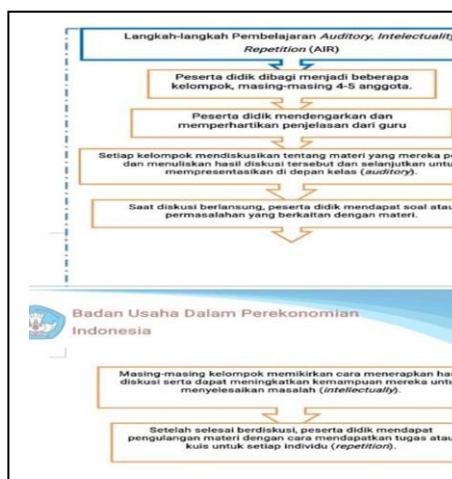 Langkah-langkah Pembelajaran Auditory, Intelectuality
Repetition (AIR)
Peserta didik dibagi menjadi beberapa
kelompok, masing-masing 4-5 anggota.
Peserta didik mendengarkan dan
memperhartikan penjelasan dari guru
Setiap kelompok mendiskusikan tentang materi yang mereka
dan menuliskan hasil diskusi tersebut dan selanjutkan
mempresentasikan di depan kelas (auditory).
Saat diskusi berlansung, peserta didik mendapat soal atau
permasalahan yang berkaitan dengan materi.
Badan Usaha Dalam Perekonomian
Indonesia
Masing-masing kelompok memikirkan cara menerapkan
diskusi serta dapat meningkatkan kemampuan mereka
menyelesaikan masalah (intellectually).
Setelah selesai berdiskusi, peserta didik mendapat
pengulangan materi dengan cara mendapatkan tugas atau
kuis untuk setiap individu (repetition).